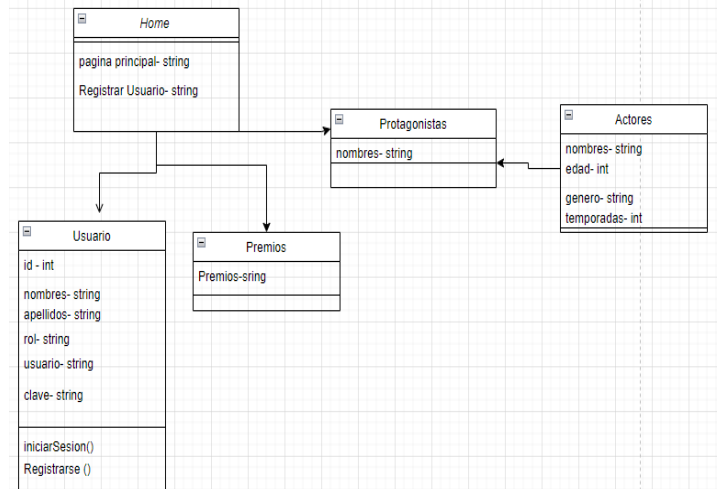 Home
pagina principal- string
Registrar Usuario- string
Protagonistas
nombres- string
Actores
nombres- string
edad- int
genero- string
temporadas- int
Usuario
id - int
nombres- string
apellidos- string
rol- string
usuario- string
clave- string
iniciarSesion()
Registrarse ()
Premios
Premios-sring